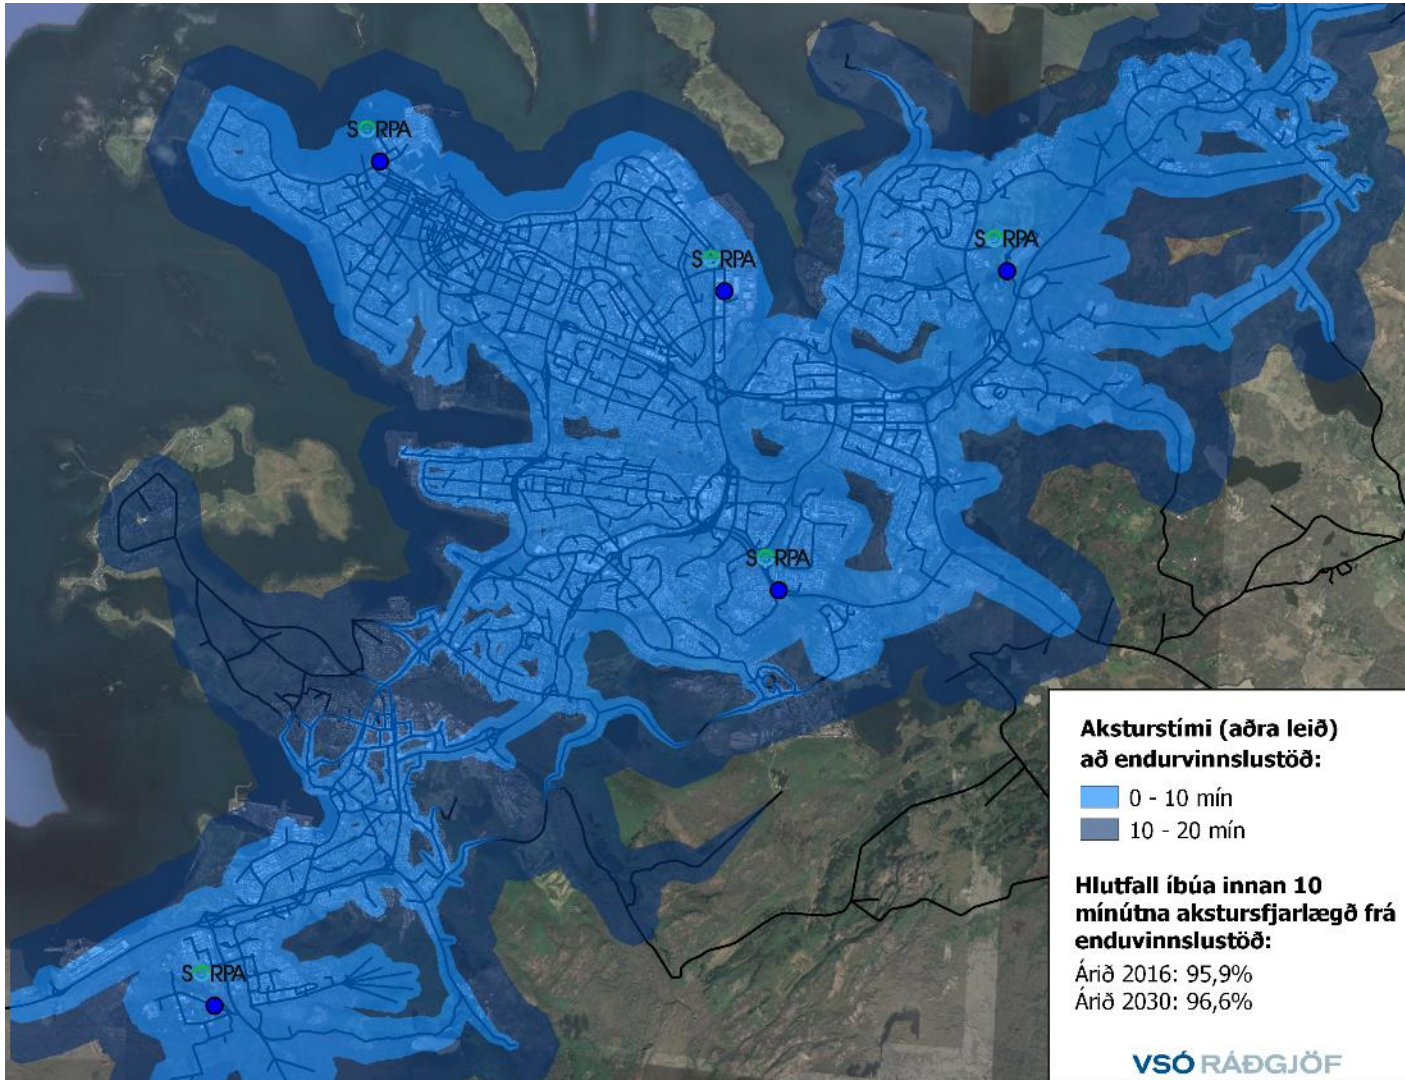 SORPA
SORPA
SORPA
SORPA
SORPA
Aksturstími (aðra leið)
að endurvinnslustöð:
0 - 10 mín
10 - 20 mín
Hlutfall íbúa innan 10
mínútna akstursfjarlægð frá
enduvinnslustöð:
Árið 2016: 95,9%
Árið 2030: 96,6%
VSÓ RÁÐGJÖF